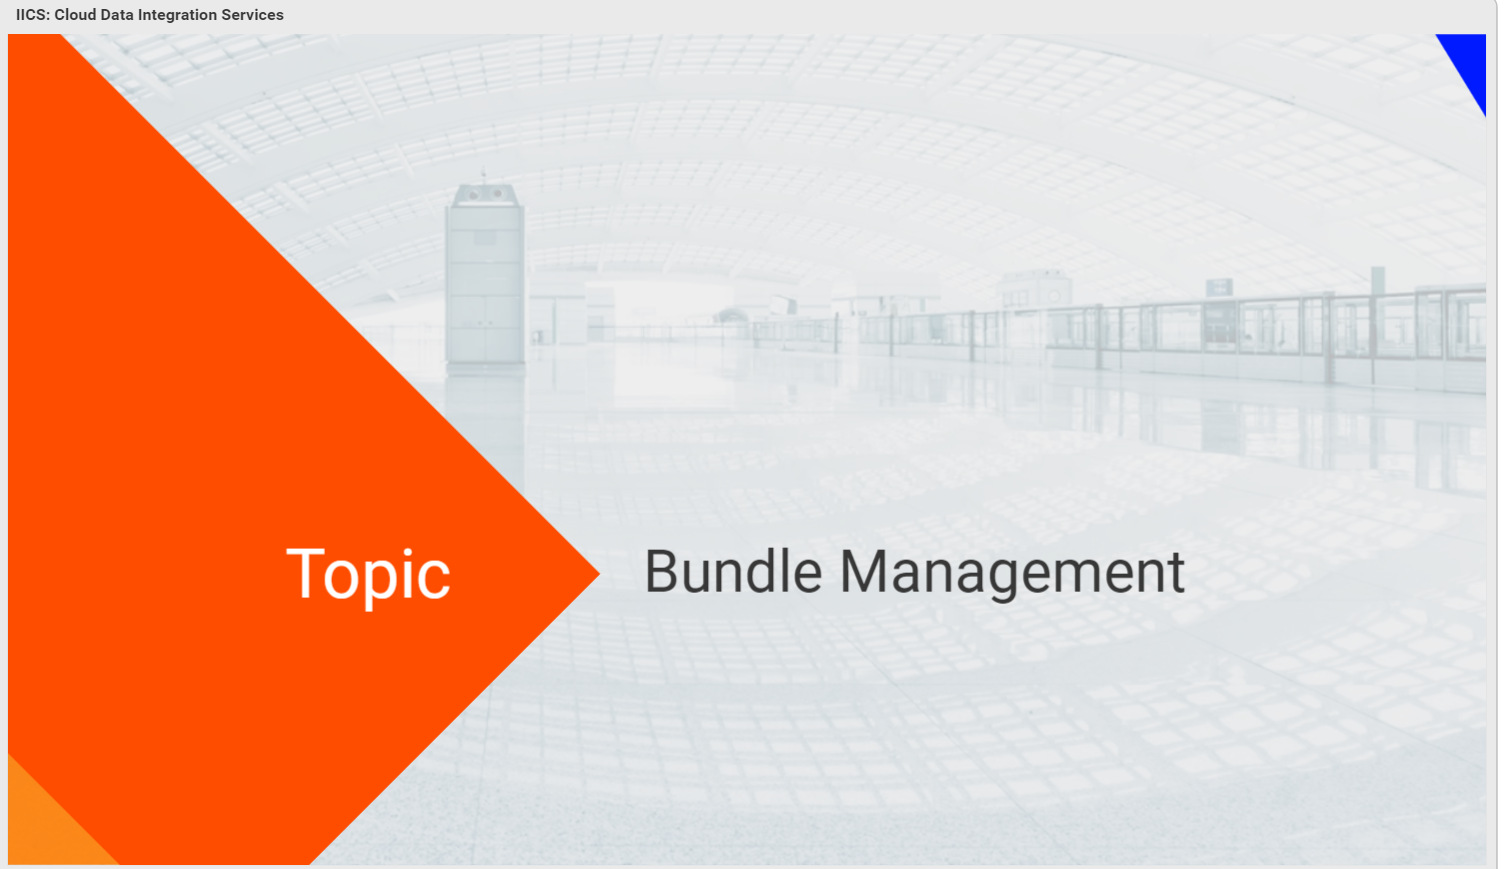 IICS: Cloud Data Integration Services
Topic
Bundle Management